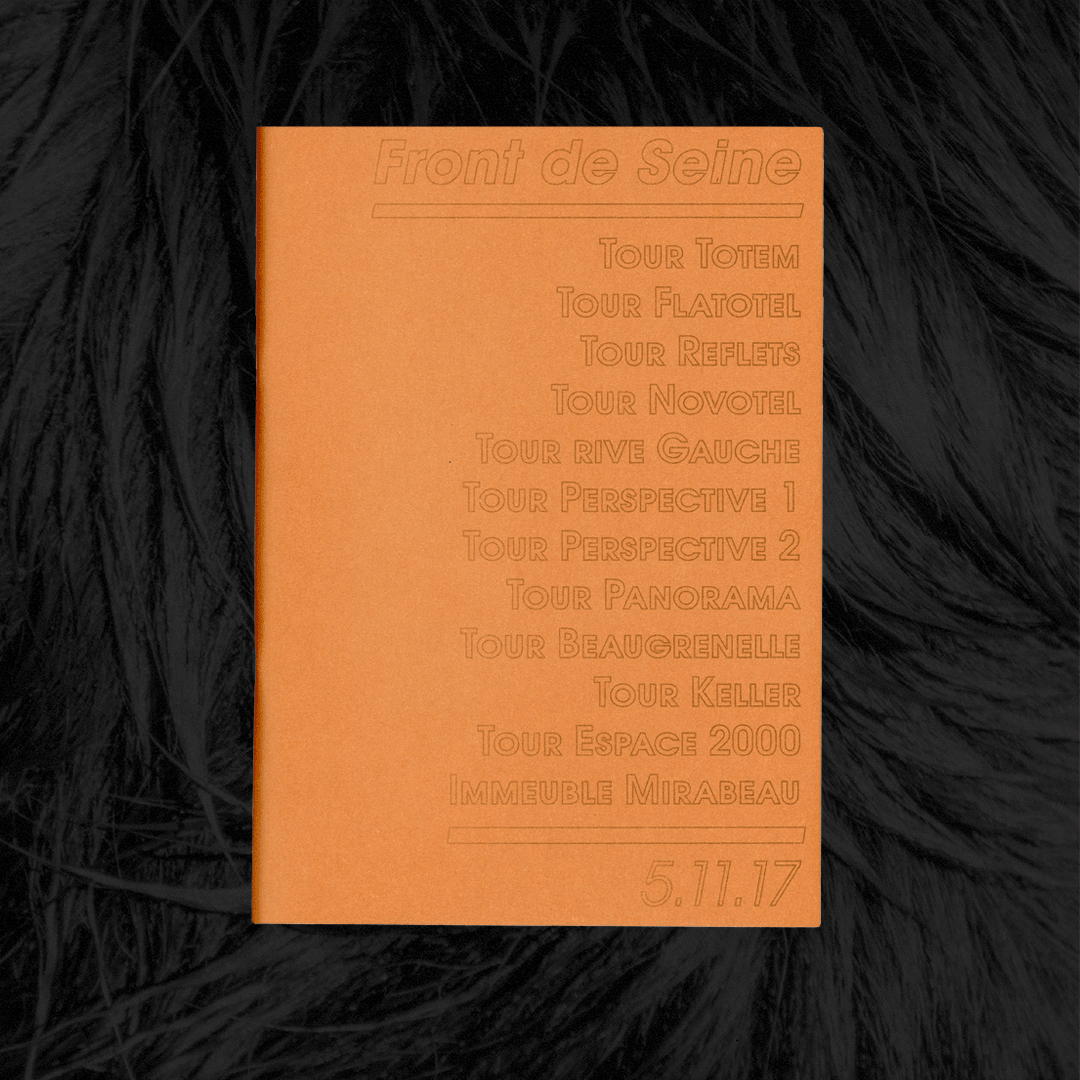 Front de Seine
Tour Totem
Tour Flatotel
Tour Reflets
Tour Novotel
Tour rive Gauche
Tour Perspective 1
Tour Perspective 2
Tour Panorama
Tour Beaugrenelle
Tour Keller
Tour Espace 2000
Immeuble Mirabeau
5.11.17